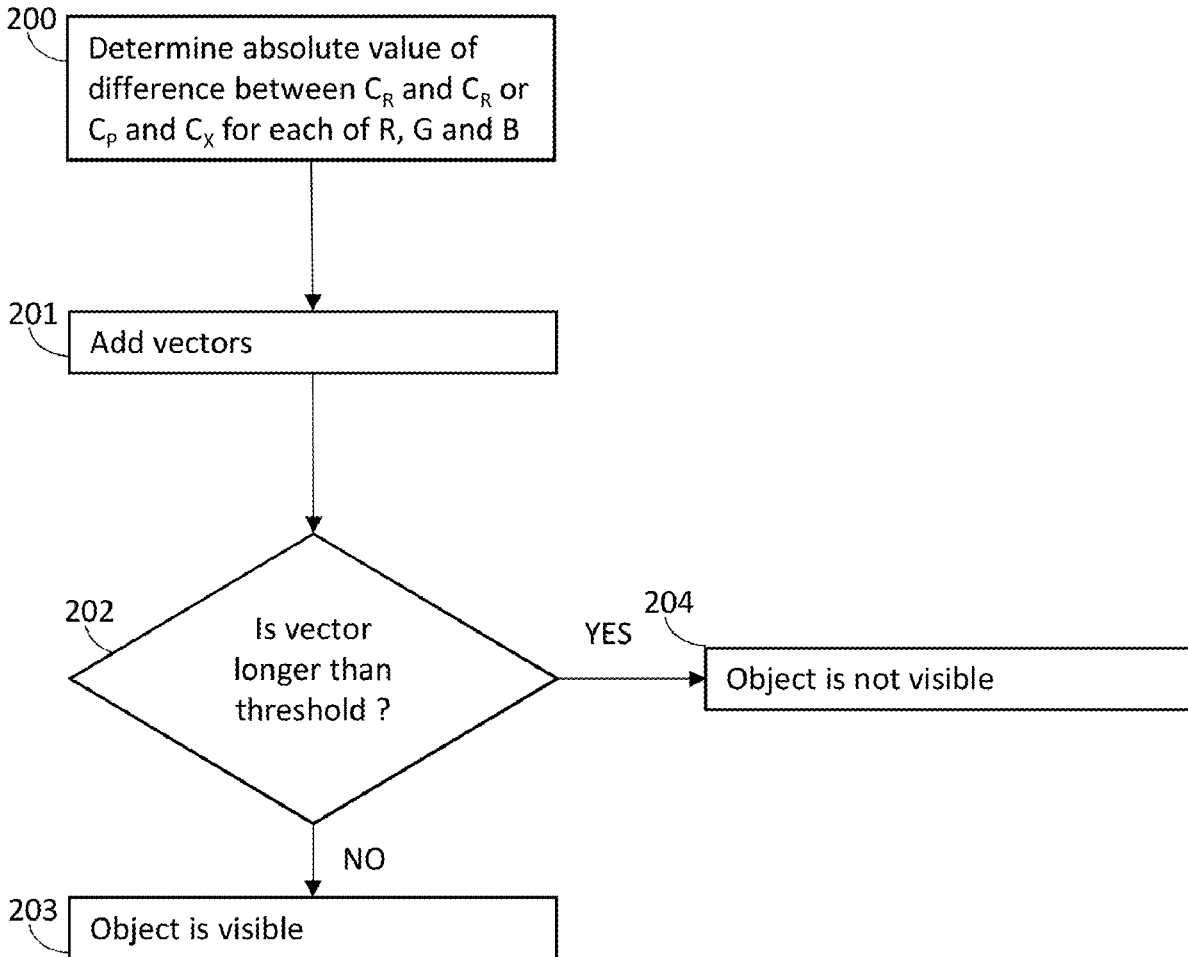 200
Determine absolute value of
difference between C_R and C_R or
C_P and C_X for each of R, G and B
201
Add vectors
202
Is vector
longer than
threshold ?
YES
204
Object is not visible
NO
203
Object is visible